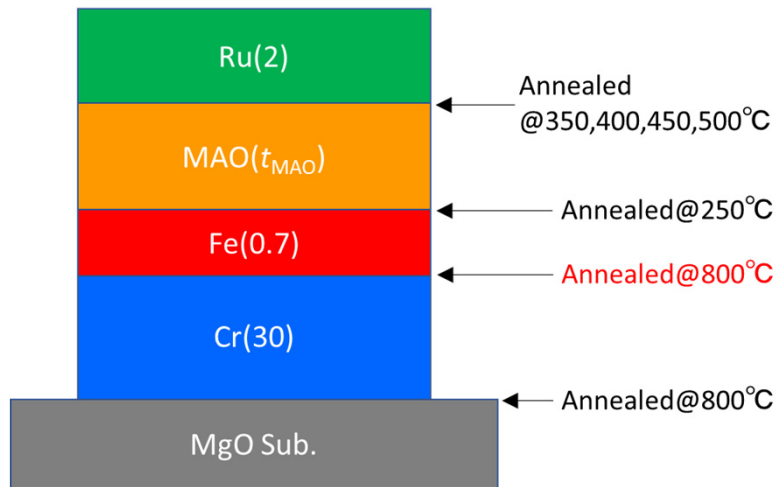 Ru(2)
Annealed
@350,400,450,500℃
MAO(tMAO)
Annealed@250℃
Fe(0.7)
Annealed@800℃
Cr(30)
Annealed@800℃
MgO Sub.